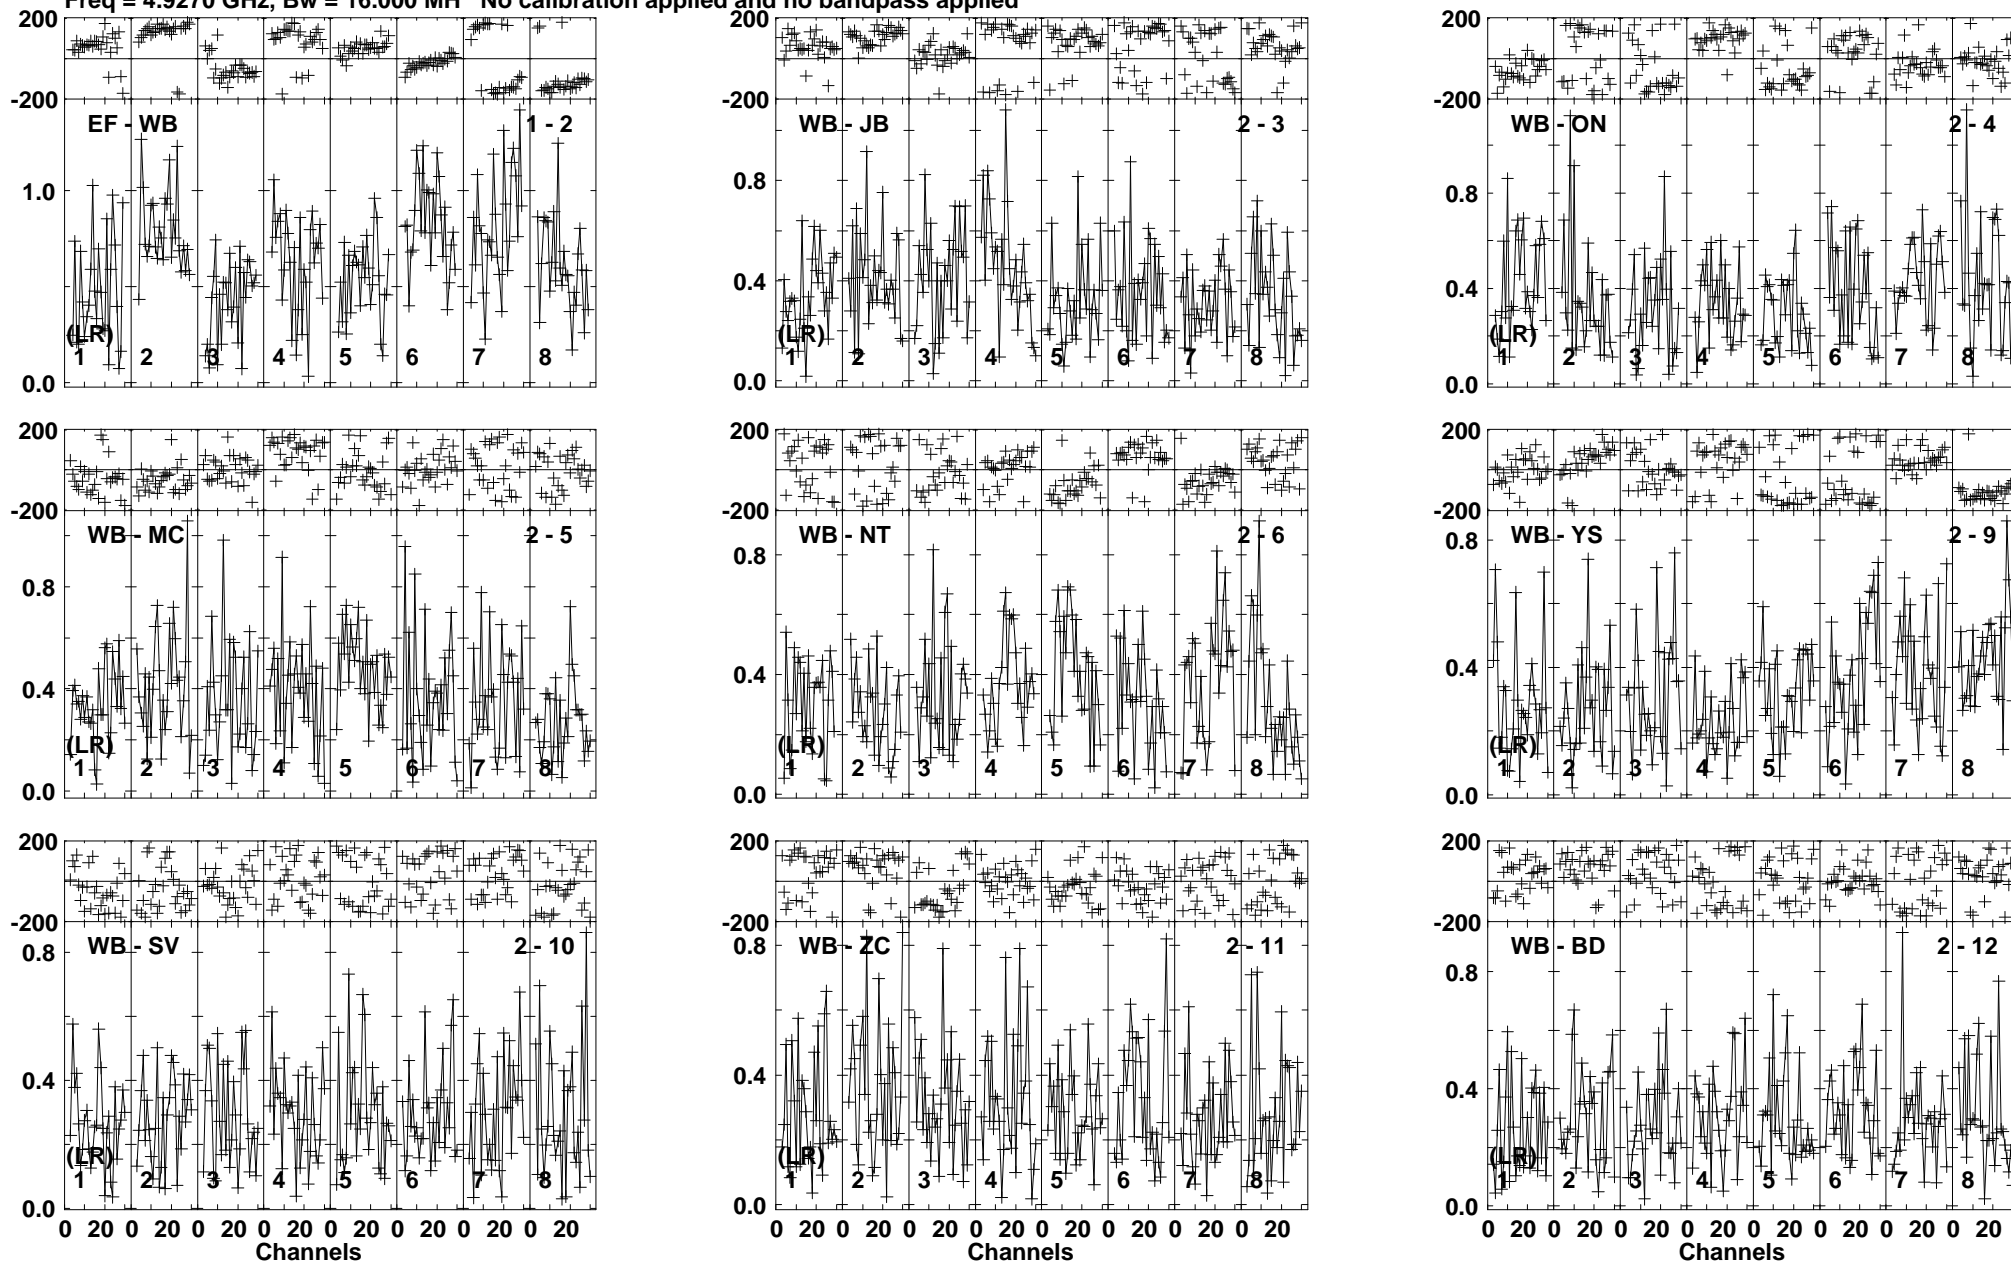 Freq = 4.9270 GHz, Bw = 16.000 MH No calibration applied and no bandpass applied
200 200 200
-200 -200 -200
EF - WB 1 - 2 WB - JB 2 - 3 WB - ON 2 - 4
1.0 0.8 0.8
0.4 0.4
(LR) (LR) (LR)
1 2 3 4 5 6 7 8 1 2 3 4 5 6 7 8 1 2 3 4 5 6 7 8
0.0 0.0 0.0
200 200 200
-200 -200 -200
WB - MC 2 - 5 WB - NT 2 - 6 WB - YS 2 - 9
0.8 0.8 0.8
0.4 0.4 0.4
(LR) (LR) (LR)
1 2 3 4 5 6 7 8 1 2 3 4 5 6 7 8 1 2 3 4 5 6 7 8
0.0 0.0 0.0
200 200 200
-200 -200 -200
WB - SV 2 - 10 WB - ZC 2 - 11 WB - BD 2 - 12
0.8 0.8 0.8
0.4 0.4 0.4
(LR) (LR) (LR)
1 2 3 4 5 6 7 8 1 2 3 4 5 6 7 8 1 2 3 4 5 6 7 8
0.0 0.0 0.0
0 20 0 20 0 20 0 20 0 20 0 20 0 20 0 20 0 20 0 20 0 20 0 20 0 20 0 20 0 20 0 20 0 20 0 20 0 20 0 20 0 20 0 20 0 20 0 20
Channels Channels Channels